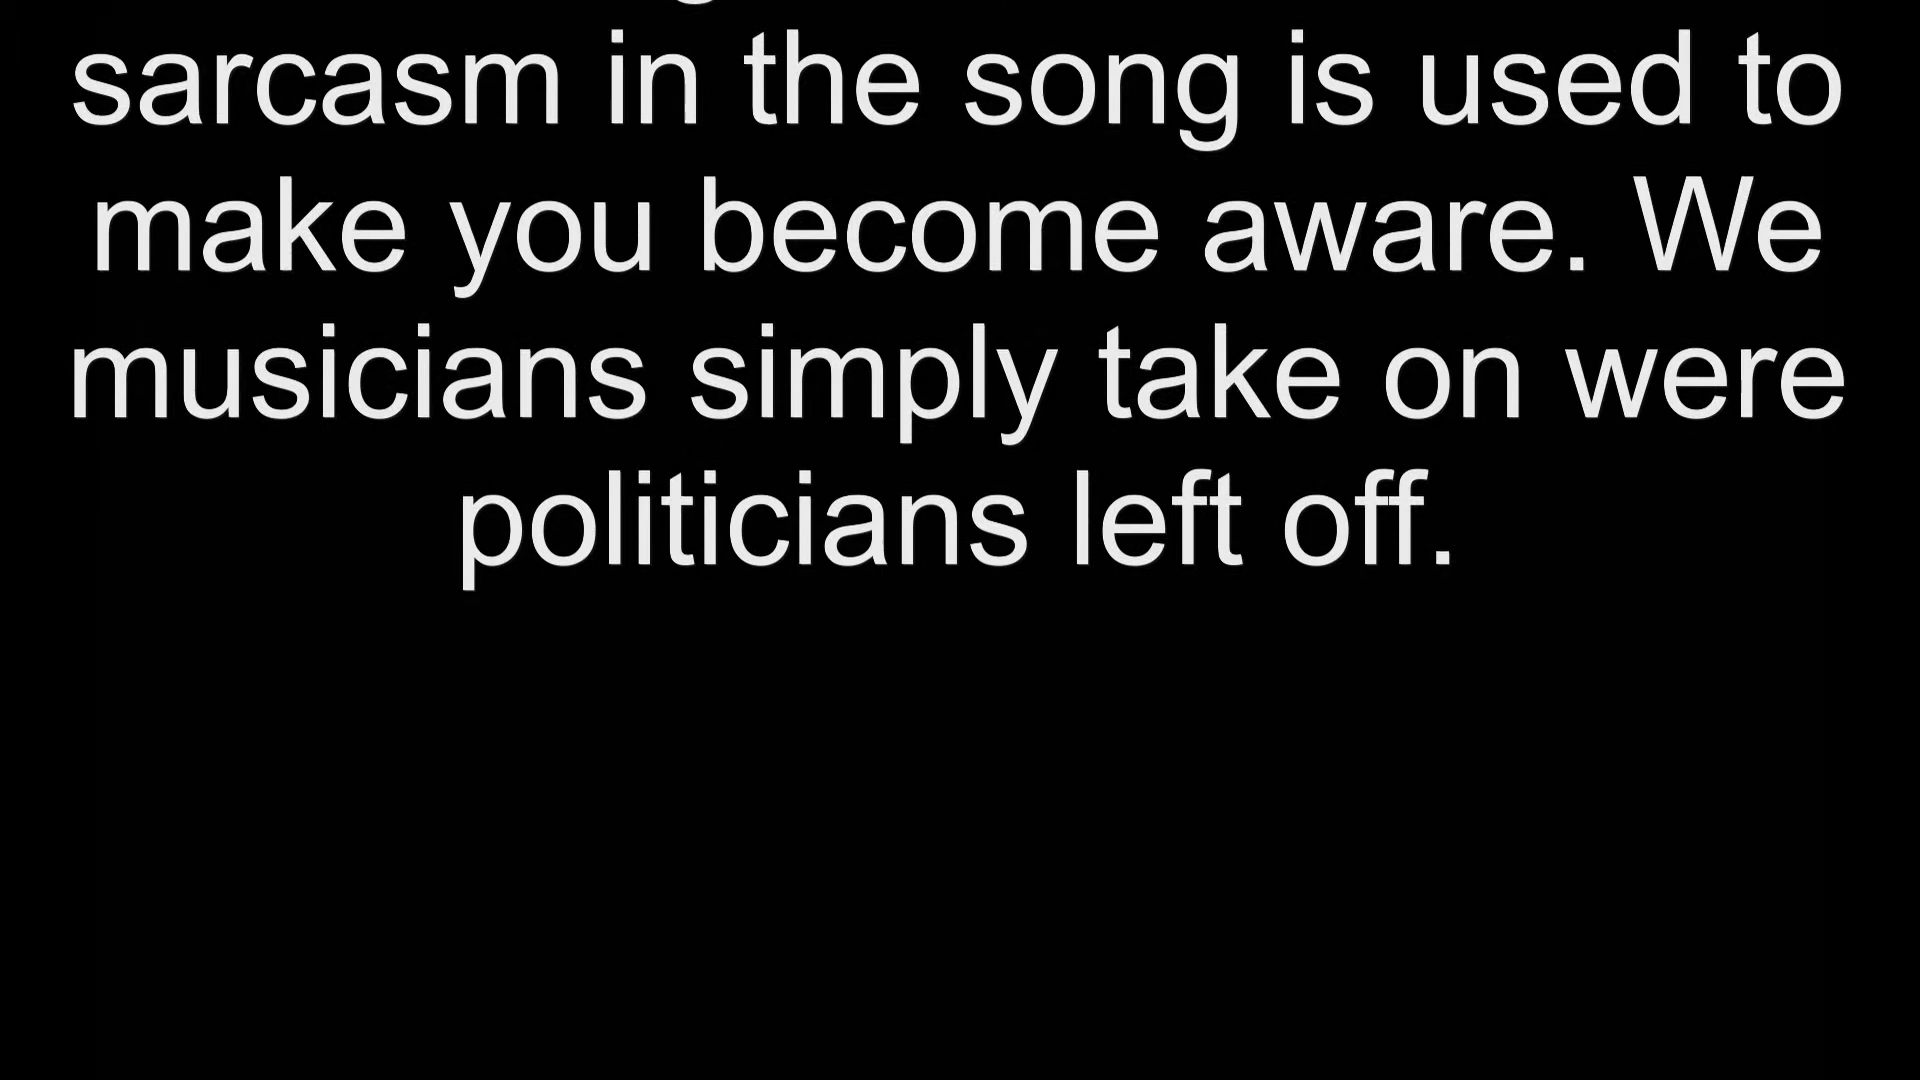 sarcasm in the song is used to
make you become aware. We
musicians simply take on were
politicians left off.